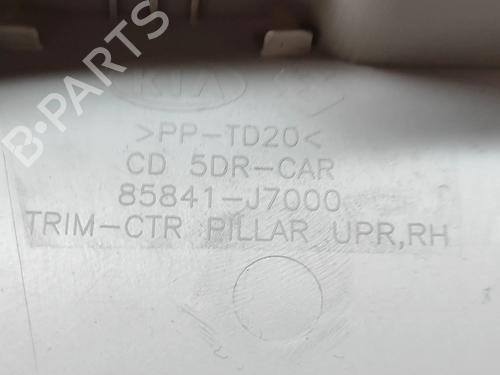 KIA
>PP-TD20<
CD 5DR-CAR
85841-J7000
TRIM-CTR PILLAR UPR,RH
B-PARTS